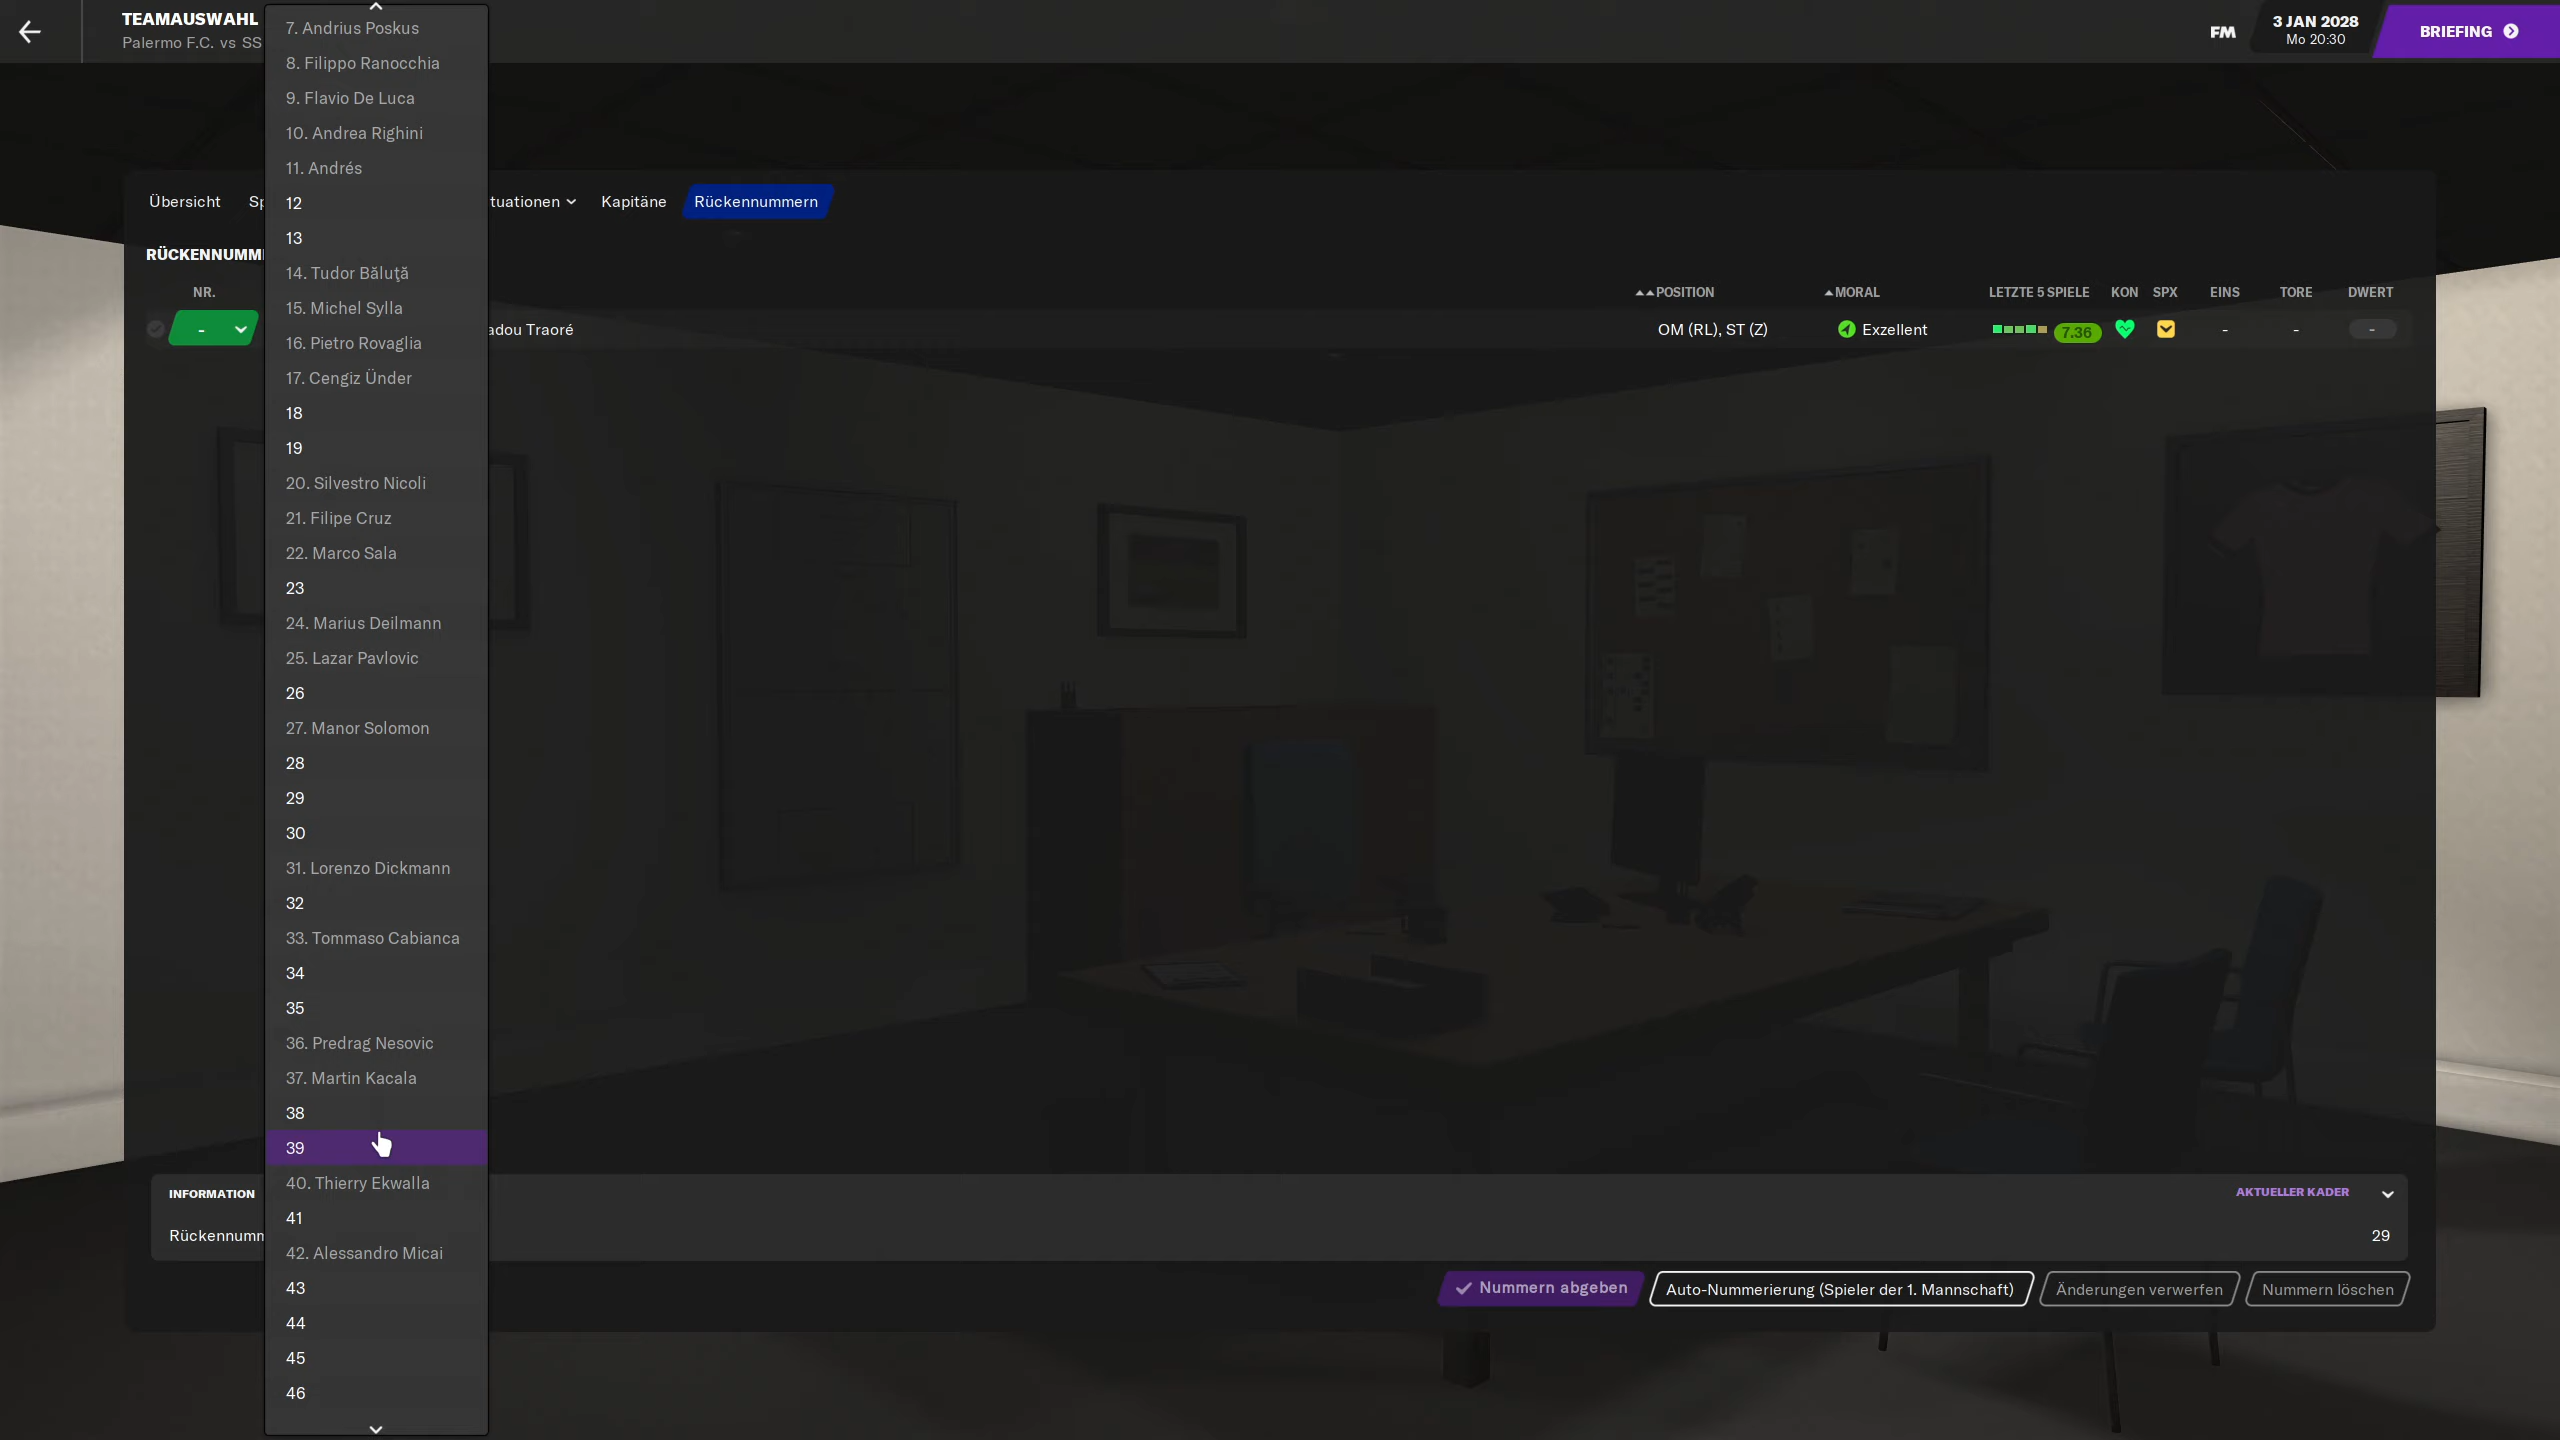 TEAMAUSWAHL
Palermo F.C. vs SS
FM
3 JAN 2028
Mo 20:30
BRIEFING
Übersicht
tuationen
Kapitäne
Rückennummern
NR.
POSITION
MORAL
LETZTE 5 SPIELE
KON
SPX
EINS
TORE
DWERT
-
adou Traoré
OM (RL), ST (Z)
Exzellent
7.36
-
-
-
7. Andrius Poskus
8. Filippo Ranocchia
9. Flavio De Luca
10. Andrea Righini
11. Andrés
12
13
14. Tudor Băluţă
15. Michel Sylla
16. Pietro Rovaglia
17. Cengiz Ünder
18
19
20. Silvestro Nicoli
21. Filipe Cruz
22. Marco Sala
23
24. Marius Deilmann
25. Lazar Pavlovic
26
27. Manor Solomon
28
29
30
31. Lorenzo Dickmann
32
33. Tommaso Cabianca
34
35
36. Predrag Nesovic
37. Martin Kacala
38
39
40. Thierry Ekwalla
41
42. Alessandro Micai
43
44
45
46
INFORMATION
AKTUELLER KADER
Rückennumm
29
Nummern abgeben
Auto-Nummerierung (Spieler der 1. Mannschaft)
Änderungen verwerfen
Nummern löschen